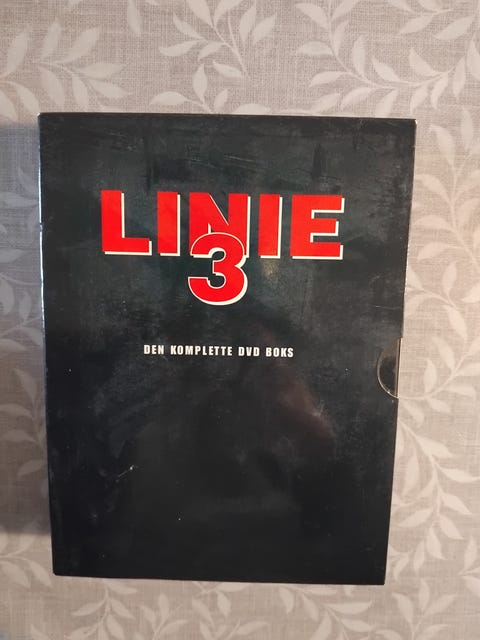 LINIE
3
DEN KOMPLETTE DVD BOKS